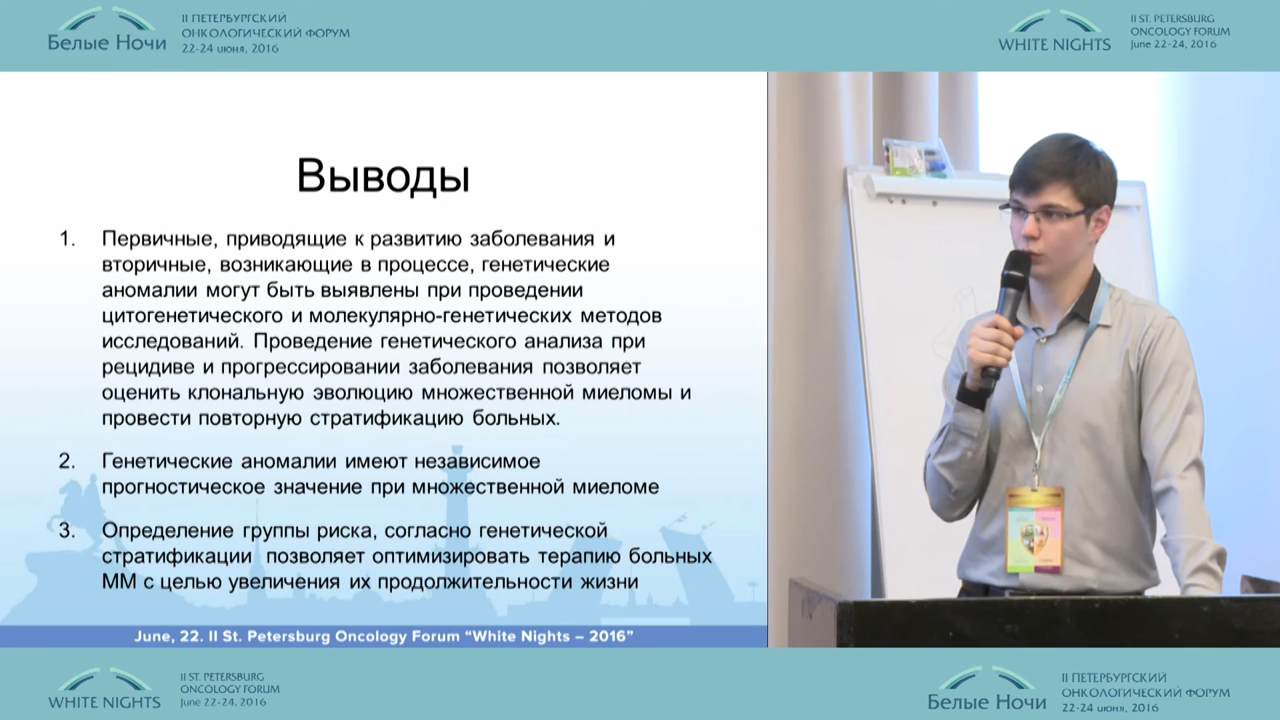 Белые Ночи
II ПЕТЕРБУРГСКИЙ
ОНКОЛОГИЧЕСКИЙ ФОРУМ
22-24 июня, 2016
WHITE NIGHTS
II ST. PETERSBURG
ONCOLOGY FORUM
June 22-24, 2016
Выводы
1. Первичные, приводящие к развитию заболевания и
вторичные, возникающие в процессе, генетические
аномалии могут быть выявлены при проведении
цитогенетического и молекулярно-генетических методов
исследований. Проведение генетического анализа при
рецидиве и прогрессировании заболевания позволяет
оценить клональную эволюцию множественной миеломы и
провести повторную стратификацию больных.
2. Генетические аномалии имеют независимое
прогностическое значение при множественной миеломе
3. Определение группы риска, согласно генетической
стратификации позволяет оптимизировать терапию больных
ММ с целью увеличения их продолжительности жизни
June, 22. II St. Petersburg Oncology Forum “White Nights – 2016”
WHITE NIGHTS
II ST. PETERSBURG
ONCOLOGY FORUM
June 22-24, 2016
Белые Ночи
II ПЕТЕРБУРГСКИЙ
ОНКОЛОГИЧЕСКИЙ ФОРУМ
22-24 июня, 2016